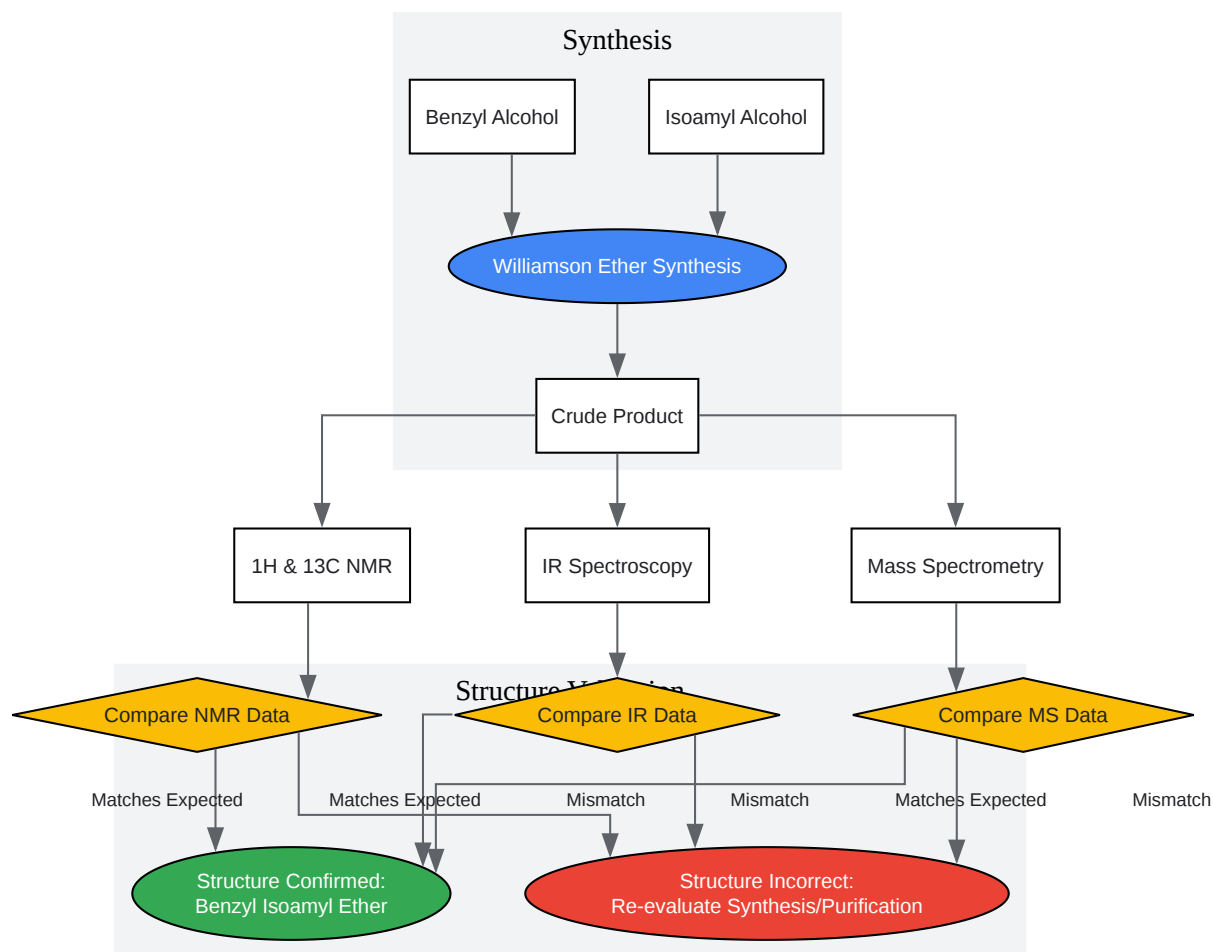 Synthesis
Benzyl Alcohol
Isoamyl Alcohol
Williamson Ether Synthesis
Crude Product
1H & 13C NMR
IR Spectroscopy
Mass Spectrometry
Structure
Compare NMR Data
Compare IR Data
Compare MS Data
Matches Expected
Matches Expected
Mismatch
Mismatch
Matches Expected
Mismatch
Structure Confirmed:
Benzyl Isoamyl Ether
Structure Incorrect:
Re-evaluate Synthesis/Purification